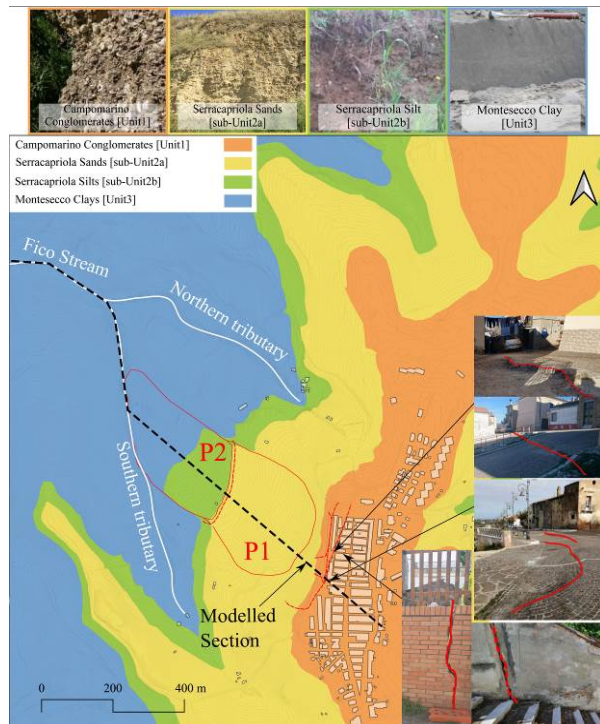 Campomarino
Conglomerates [Unit1]
Serracapriola Sands
[sub-Unit2a]
Serracapriola Silt
[sub-Unit2b]
Montesecco Clay
[Unit3]
Campomarino Conglomerates [Unit1]
Serracapriola Sands [sub-Unit2a]
Serracapriola Silts [sub-Unit2b]
Montesecco Clays [Unit3]
Fico Stream
Northern tributary
Southern tributary
P2
P1
Modelled
Section
0 200 400 m